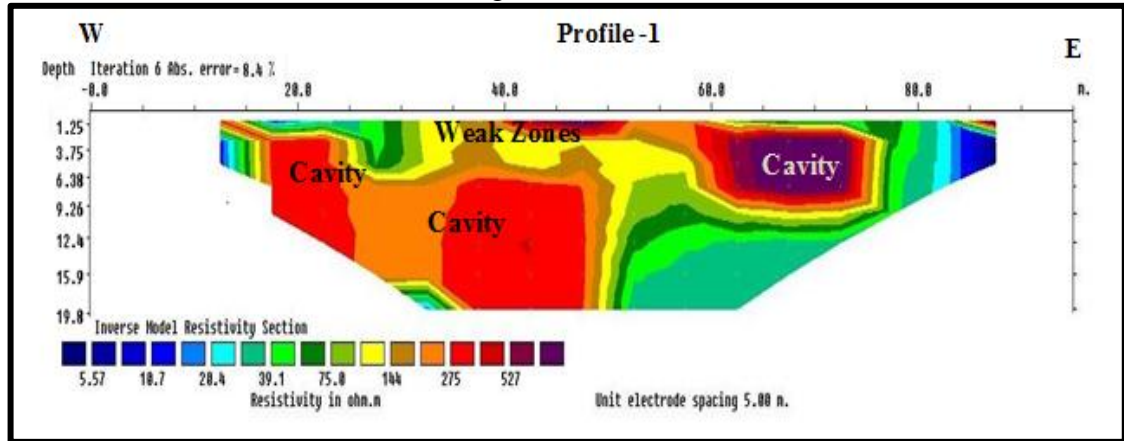 W Profile-1 E
Depth Iteration 6 Abs. error= 8.4 %
-0.0 20.0 40.0 60.0 80.0 m.
1.25
Weak Zones
3.75
Cavity Cavity
6.38
9.26
Cavity
12.4
15.9
19.8
Inverse Model Resistivity Section
5.57 10.7 20.4 39.1 75.0 144 275 527
Resistivity in ohm.m Unit electrode spacing 5.00 m.